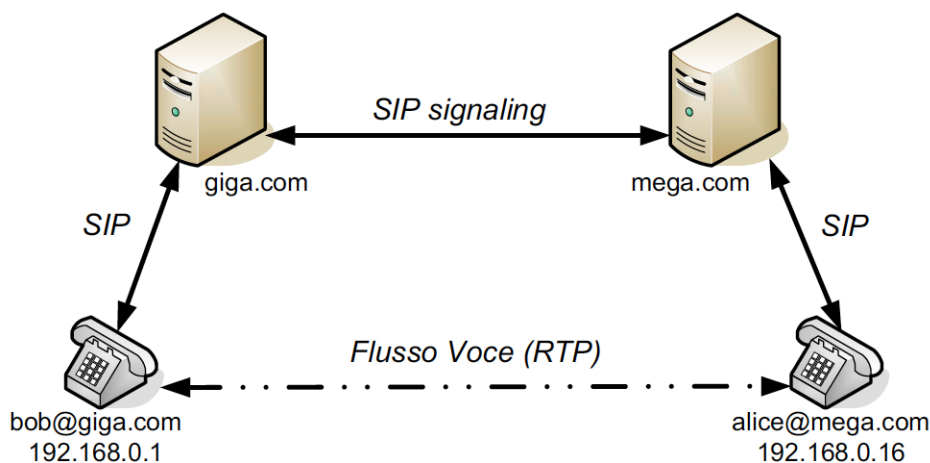 SIP signaling
giga.com
mega.com
SIP
SIP
Flusso Voce (RTP)
bob@giga.com
192.168.0.1
alice@mega.com
192.168.0.16